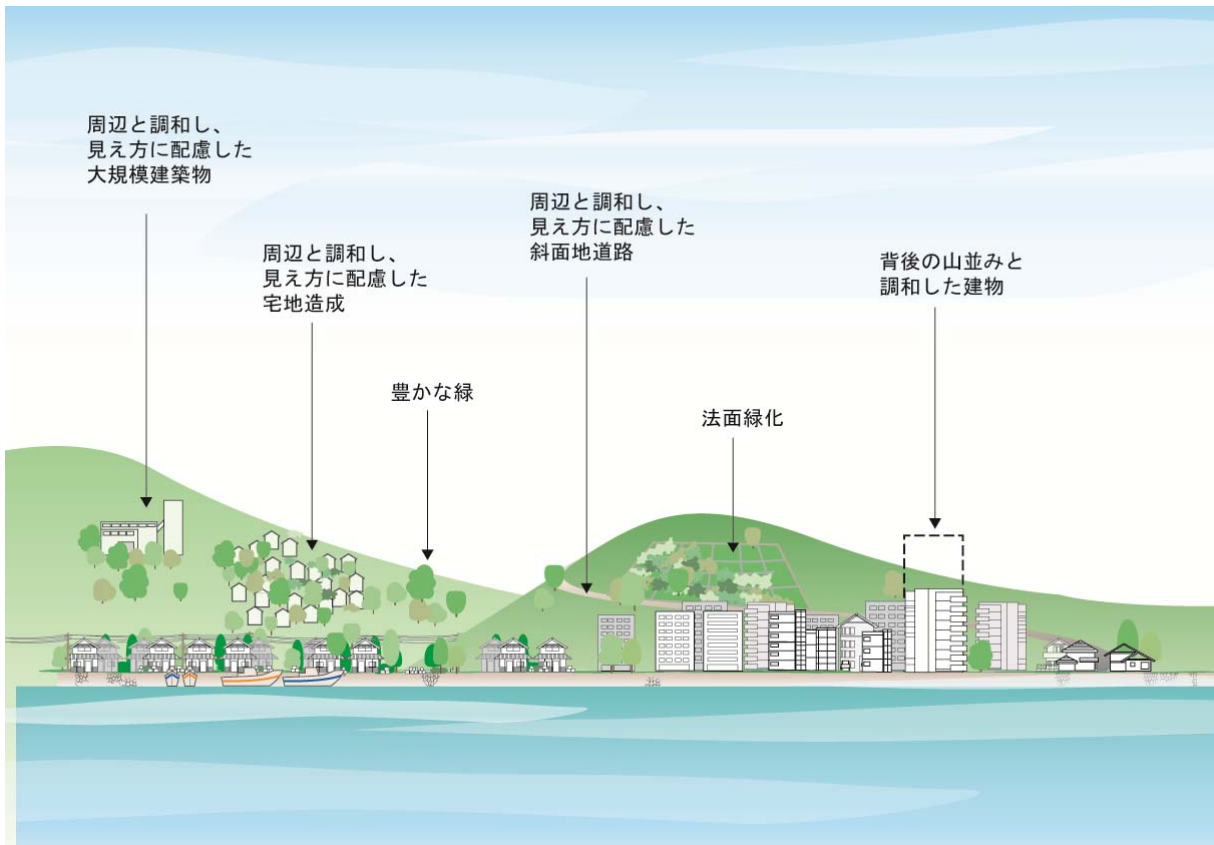 周辺と調和し、
見え方に配慮した
大規模建築物
周辺と調和し、
見え方に配慮した
宅地造成
豊かな緑
周辺と調和し、
見え方に配慮した
斜面地道路
法面緑化
背後の山並みと
調和した建物